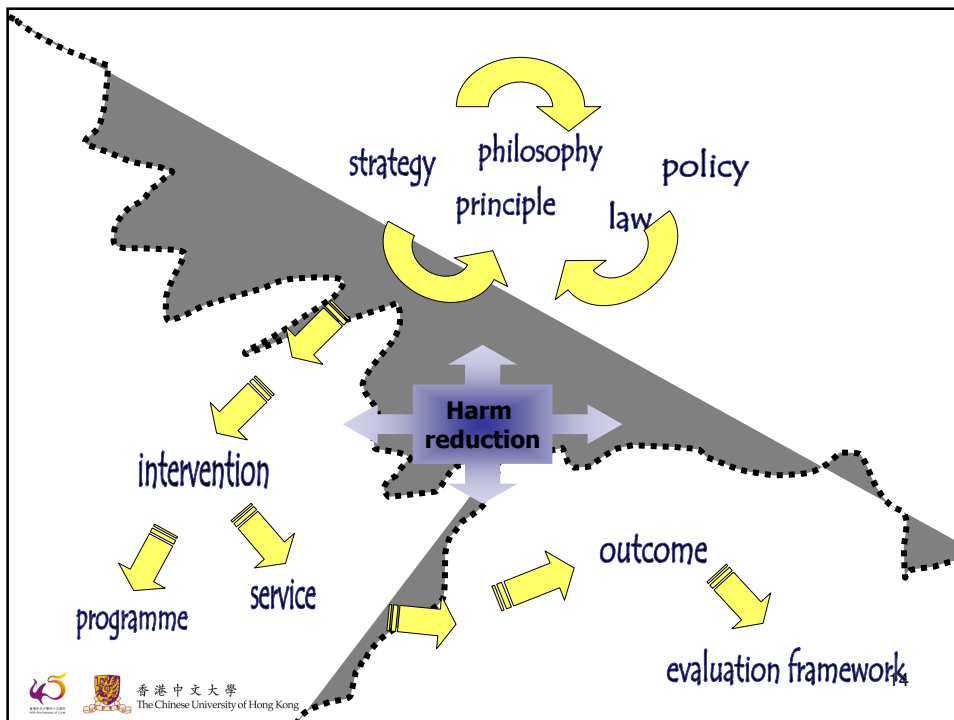 philosophy
strategy
policy
principle
law
Harm
reduction
intervention
outcome
service
programme
evaluation framework
14
香港中文大學
The Chinese University of Hong Kong